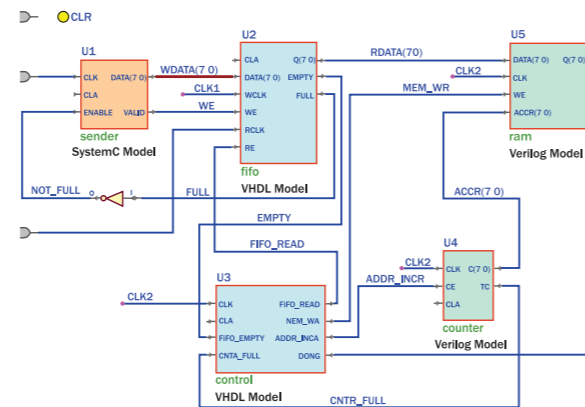 CLR
U1
CLK DATA(7 0)
CLA
ENABLE VALID
sender
SystemC Model
WDATA(7 0)
CLK1
WE
U2
CLA Q(7 0)
DATA(7 0) EMPTY
WCLK FULL
WE
RCLK
RE
fifo
VHDL Model
RDATA(70)
CLK2
MEM_WR
U5
DATA(7 0) Q(7 0)
CLK
WE
ACCR(7 0)
ram
Verilog Model
NOT_FULL
O I
FULL
EMPTY
FIFO_READ
ACCR(7 0)
U4
CLK2
CLK C(7 0)
CE TC
CLA
counter
Verilog Model
ADDR_INCR
CLK2
U3
CLK FIFO_READ
CLA NEM_WA
FIFO_EMPTY ADDR_INCA
CNTA_FULL DONG
control
VHDL Model
CNTR_FULL